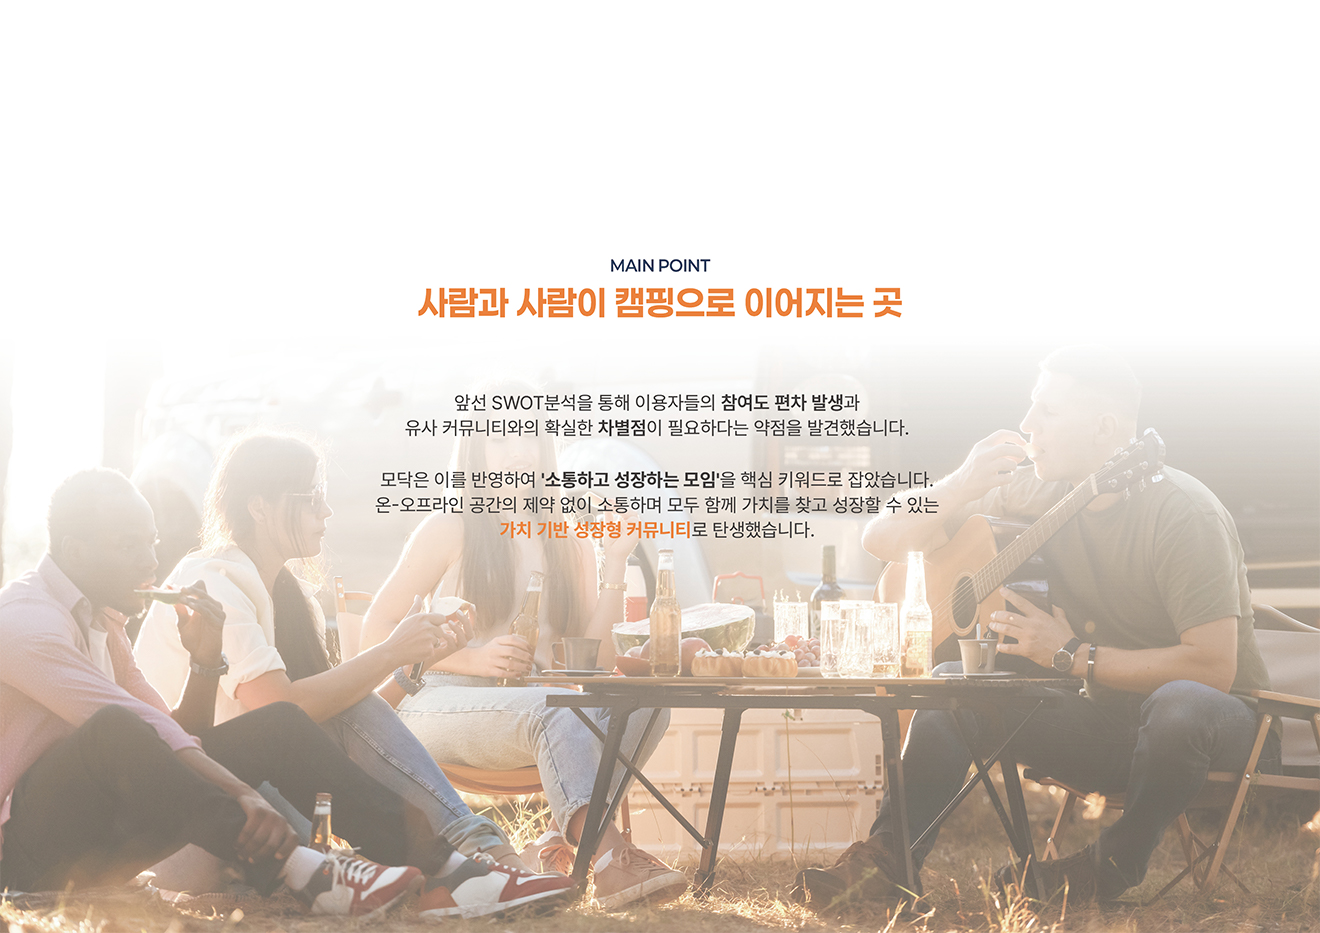 MAIN POINT
사람과 사람이 캠핑으로 이어지는 곳
앞선 SWOT분석을 통해 이용자들의 참여도 편차 발생과
유사 커뮤니티와의 확실한 차별점이 필요하다는 약점을 발견했습니다.
모닥은 이를 반영하여 '소통하고 성장하는 모임'을 핵심 키워드로 잡았습니다.
온-오프라인 공간의 제약 없이 소통하며 모두 함께 가치를 찾고 성장할 수 있는
가치 기반 성장형 커뮤니티로 탄생했습니다.